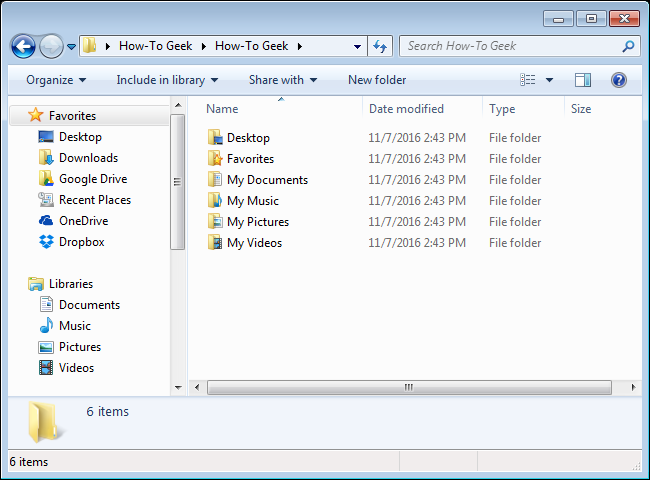 How-To Geek How-To Geek Search How-To Geek
Organize Include in library Share with New folder
Name Date modified Type Size
Favorites
Desktop
Downloads
Google Drive
Recent Places
OneDrive
Dropbox
Libraries
Documents
Music
Pictures
Videos
Desktop 11/7/2016 2:43 PM File folder
Favorites 11/7/2016 2:43 PM File folder
My Documents 11/7/2016 2:43 PM File folder
My Music 11/7/2016 2:43 PM File folder
My Pictures 11/7/2016 2:43 PM File folder
My Videos 11/7/2016 2:43 PM File folder
6 items
6 items